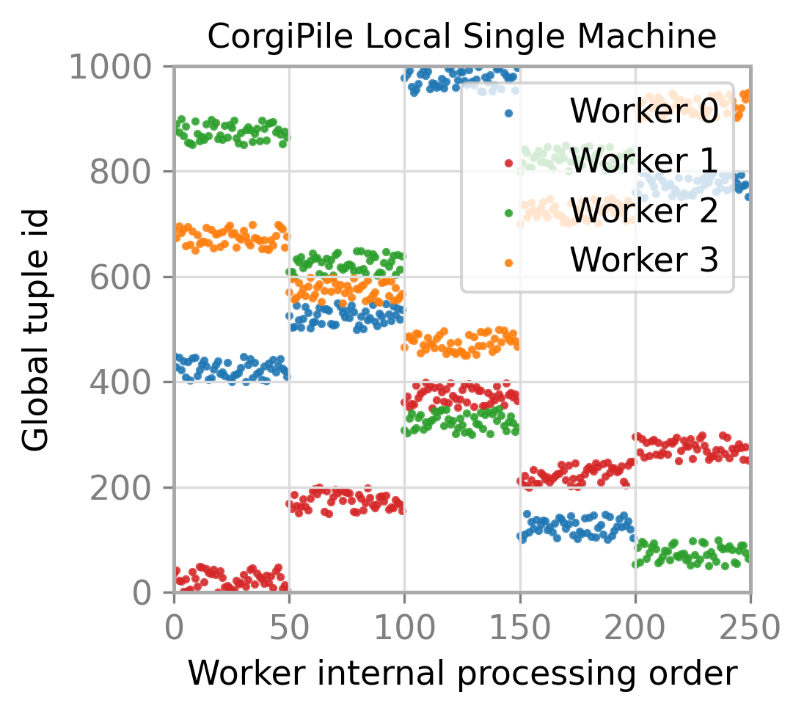 CorgiPile Local Single Machine
1000
800
600
400
200
0
Global tuple id
Worker 0
Worker 1
Worker 2
Worker 3
0 50 100 150 200 250
Worker internal processing order